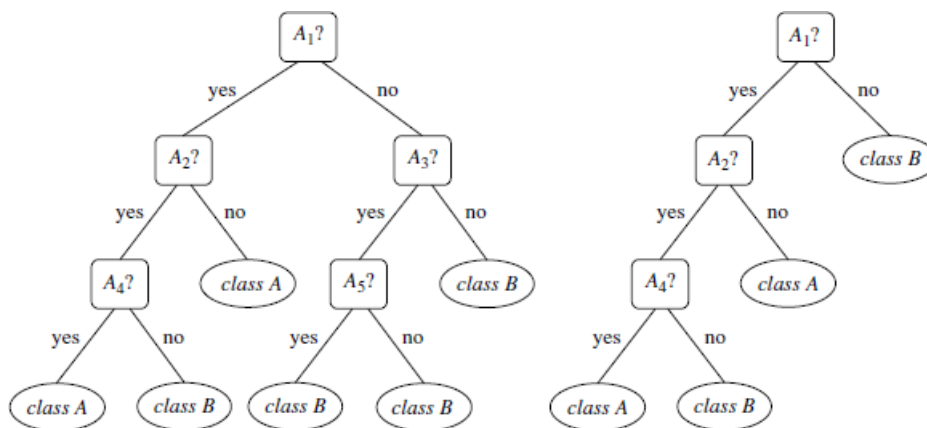 A₁? A₁?
yes no yes no
A₂? A₃? A₂? class B
yes no yes no yes no
A₄? class A A₅? class B A₄? class A
yes no yes no yes no
class A class B class B class B class A class B